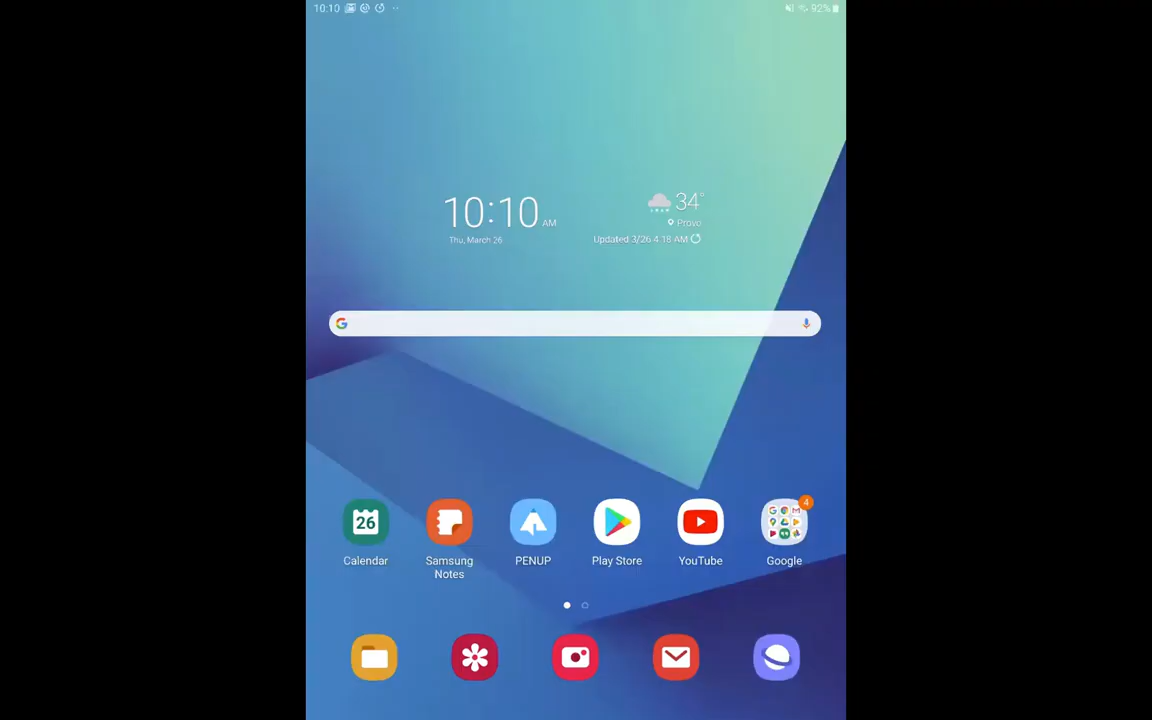 10:10
92%
10:10 AM
Thu, March 26
34°
Provo
Updated 3/26 4:18 AM
26
4
Calendar
Samsung
Notes
PENUP
Play Store
YouTube
Google